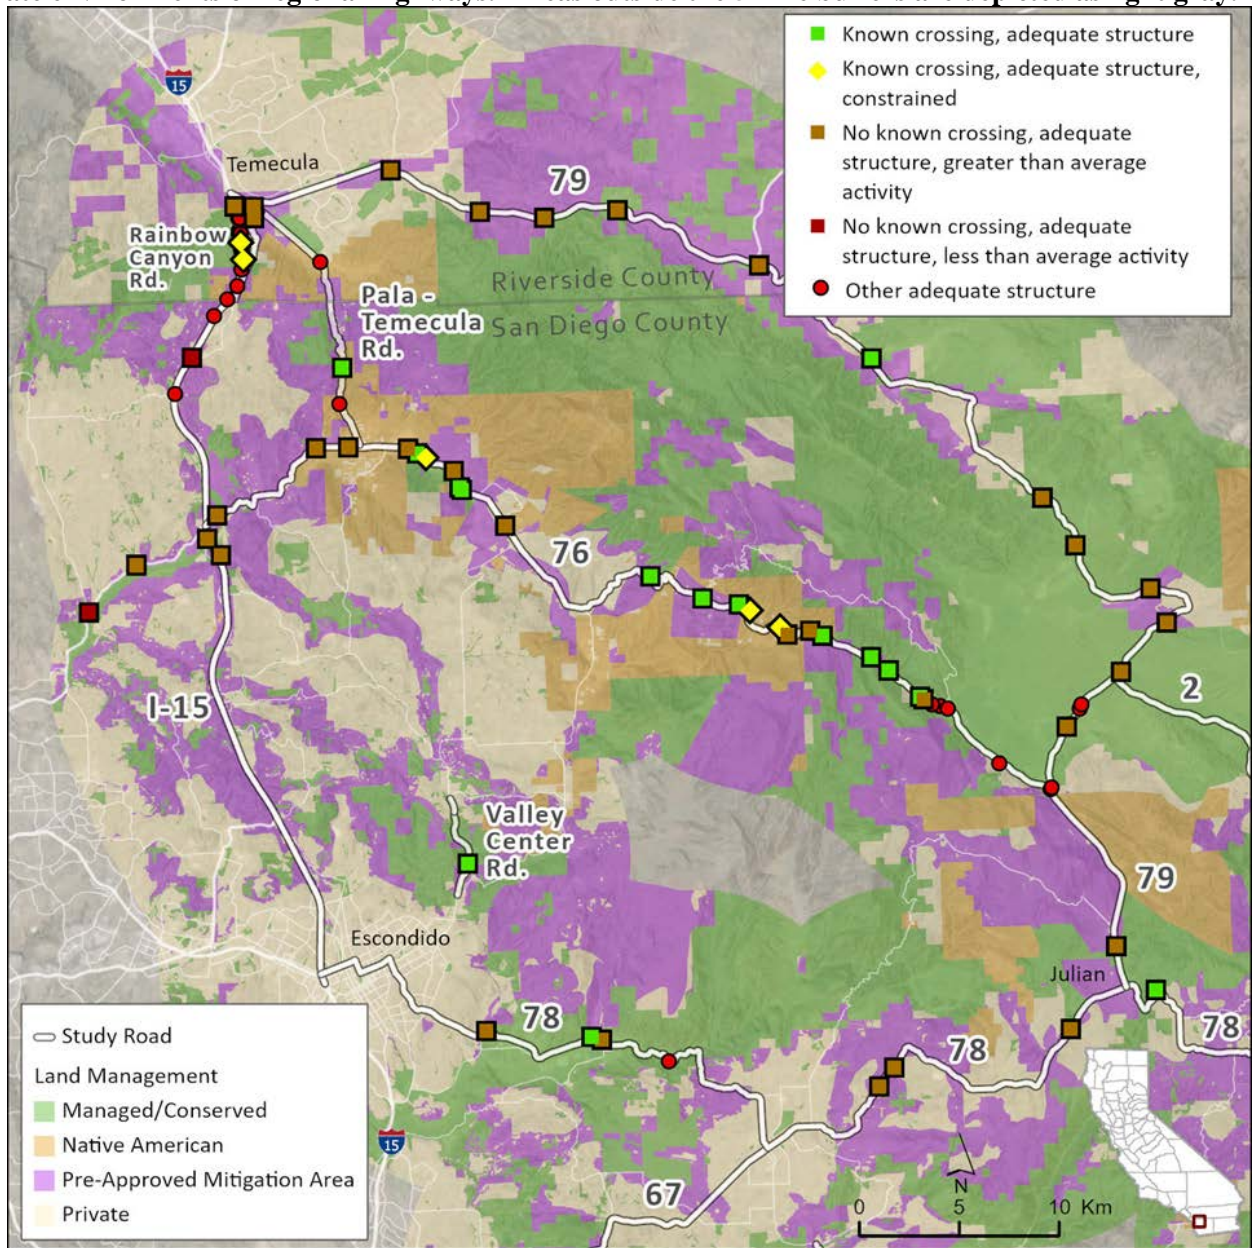 15
Temecula
79
Rainbow
Canyon
Rd.
Riverside County
San Diego County
Pala -
Temecula
Rd.
Known crossing, adequate structure
Known crossing, adequate structure,
constrained
No known crossing, adequate
structure, greater than average
activity
No known crossing, adequate
structure, less than average activity
Other adequate structure
76
I-15
2
Valley
Center
Rd.
79
Escondido
Julian
78
78
78
67
15
Study Road
Land Management
Managed/Conserved
Native American
Pre-Approved Mitigation Area
Private
N
0 5 10 Km